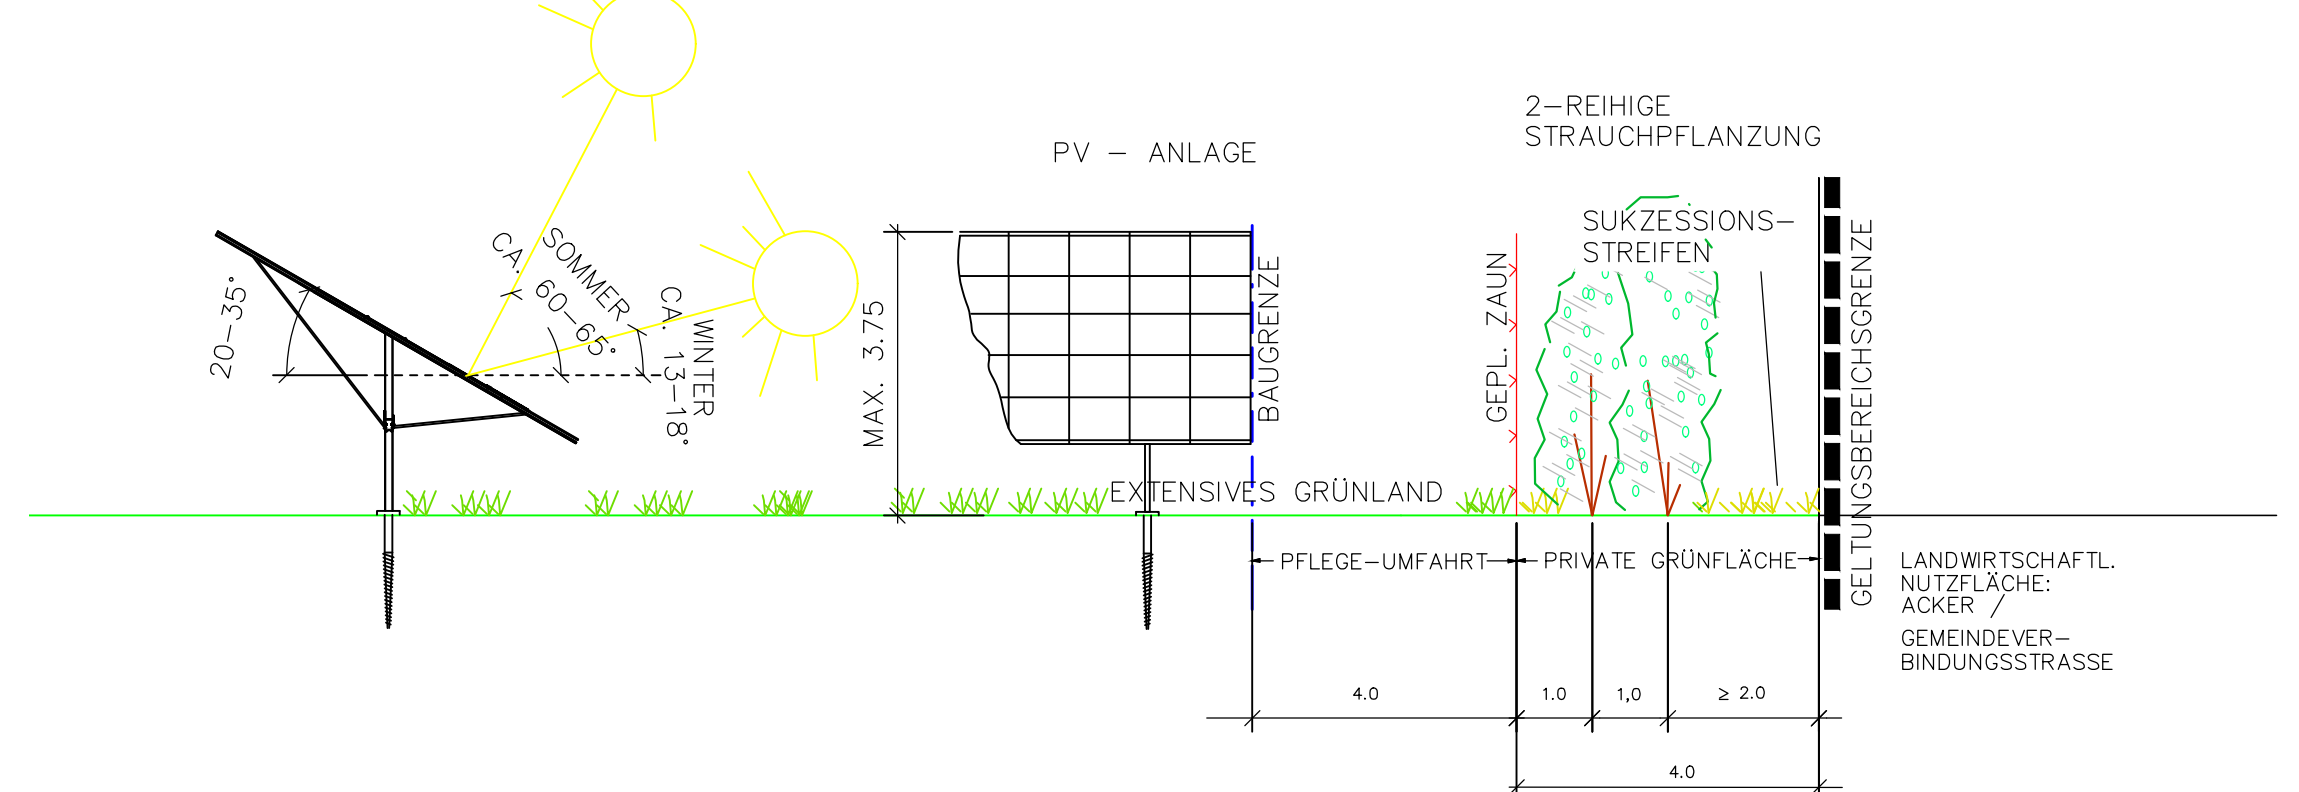 2-REIHIGE
STRAUCHPFLANZUNG
PV - ANLAGE
SUKZESSIONS-
STREIFEN
20-35°
SOMMER
CA. 60-65°
Y
WINTER
CA. 13-18°
MAX. 3.75
BAUGRENZE
GEPL. ZAUN
GELTUNGSBEREICHSGRENZE
EXTENSIVES GRÜNLAND
PFLEGE-UMFAHRT
PRIVATE GRÜNFLÄCHE
LANDWIRTSCHAFTL.
NUTZFLÄCHE:
ACKER /
GEMEINDEVER-
BINDUNGSSTRASSE
4.0
1.0
1,0
≥ 2.0
4.0